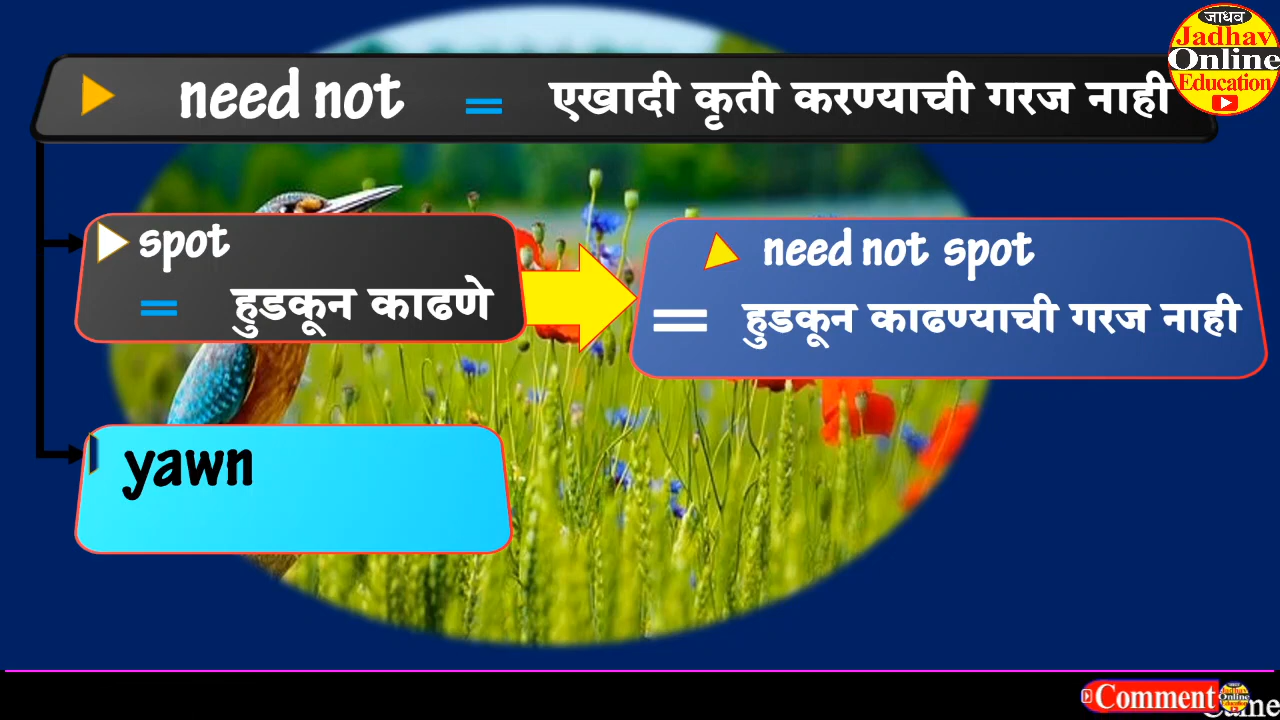 जाधव
Jadhav
Online
Education
need not = एखादी कृती करण्याची गरज नाही
spot
= हुडकून काढणे
need not spot
= हुडकून काढण्याची गरज नाही
yawn
Comment